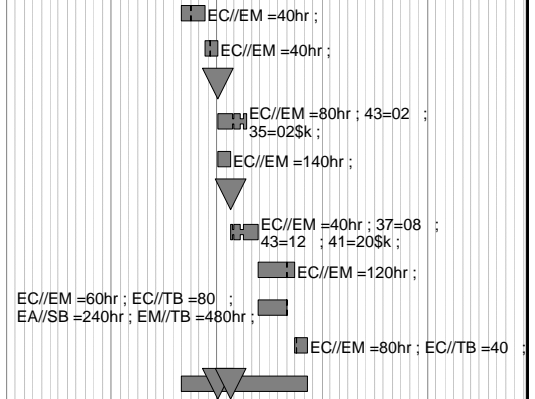 EC//EM =40hr ;
EC//EM =40hr ;
EC//EM =80hr ; 43=02 ;
35=02$k ;
EC//EM =140hr ;
EC//EM =40hr ; 37=08 ;
43=12 ; 41=20$k ;
EC//EM =120hr ;
EC//EM =60hr ; EC//TB =80 ;
EA//SB =240hr ; EM//TB =480hr ;
EC//EM =80hr ; EC//TB =40 ;